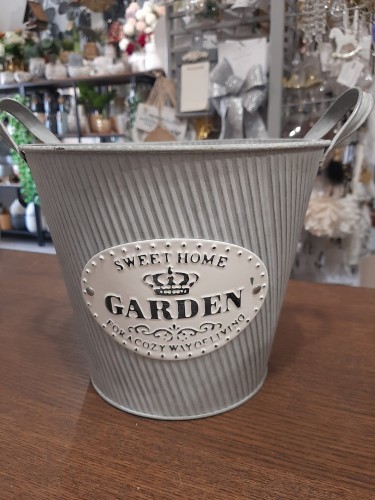 SWEET HOME
GARDEN
FOR A COZY WAY OF LIVING